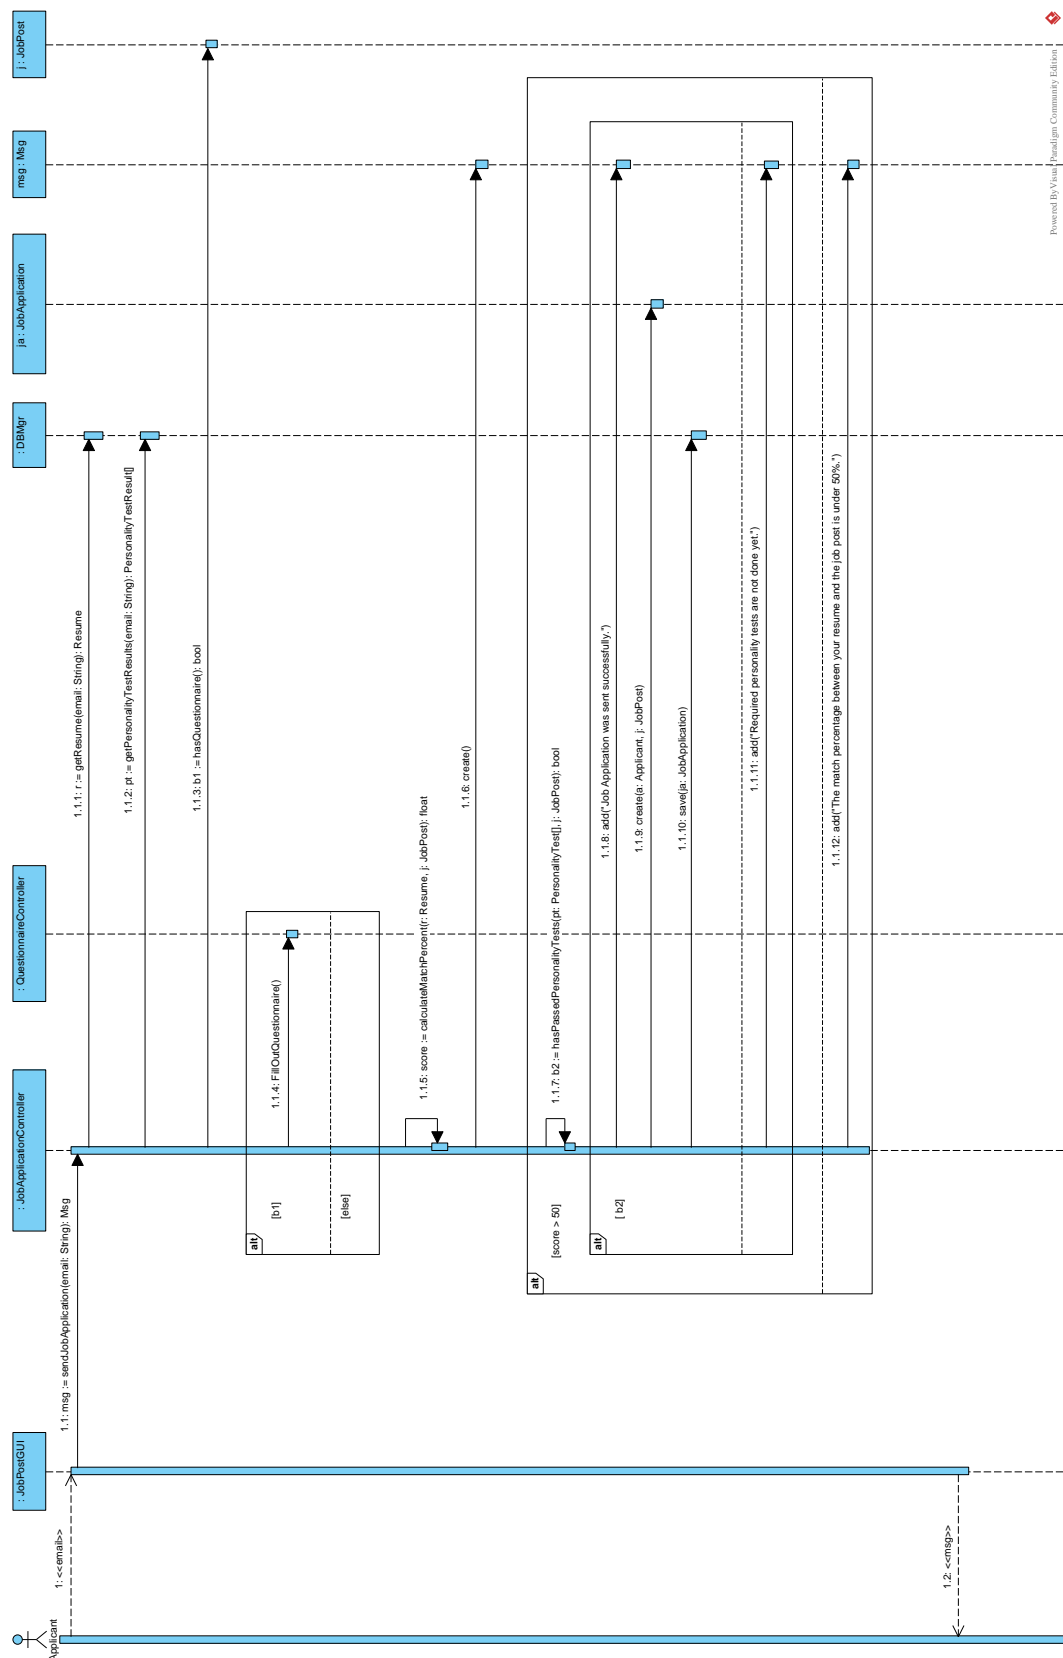 Applicant
: JobPostGUI
: JobApplicationController
: QuestionnaireController
: DBMgr
ja : JobApplication
msg : Msg
j : JobPost
1: <<email>>
1.1: msg := sendJobApplication(email: String): Msg
1.1.1: r := getResume(email: String): Resume
1.1.2: pt := getPersonalityTestResults(email: String): PersonalityTestResult[]
1.1.3: b1 := hasQuestionnaire(): bool
alt
[b1]
1.1.4: FillOutQuestionnaire()
[else]
1.1.5: score := calculateMatchPercent(r: Resume, j: JobPost): float
1.1.6: create()
alt
[score > 50]
1.1.7: b2 := hasPassedPersonalityTests(pt: PersonalityTest[], j: JobPost): bool
alt
[ b2]
1.1.8: add("Job Application was sent successfully.")
1.1.9: create(a: Applicant, j: JobPost)
1.1.10: save(ja: JobApplication)
1.1.11: add("Required personality tests are not done yet.")
1.1.12: add("The match percentage between your resume and the job post is under 50%.")
1.2: <<msg>>
Powered By Visual Paradigm Community Edition